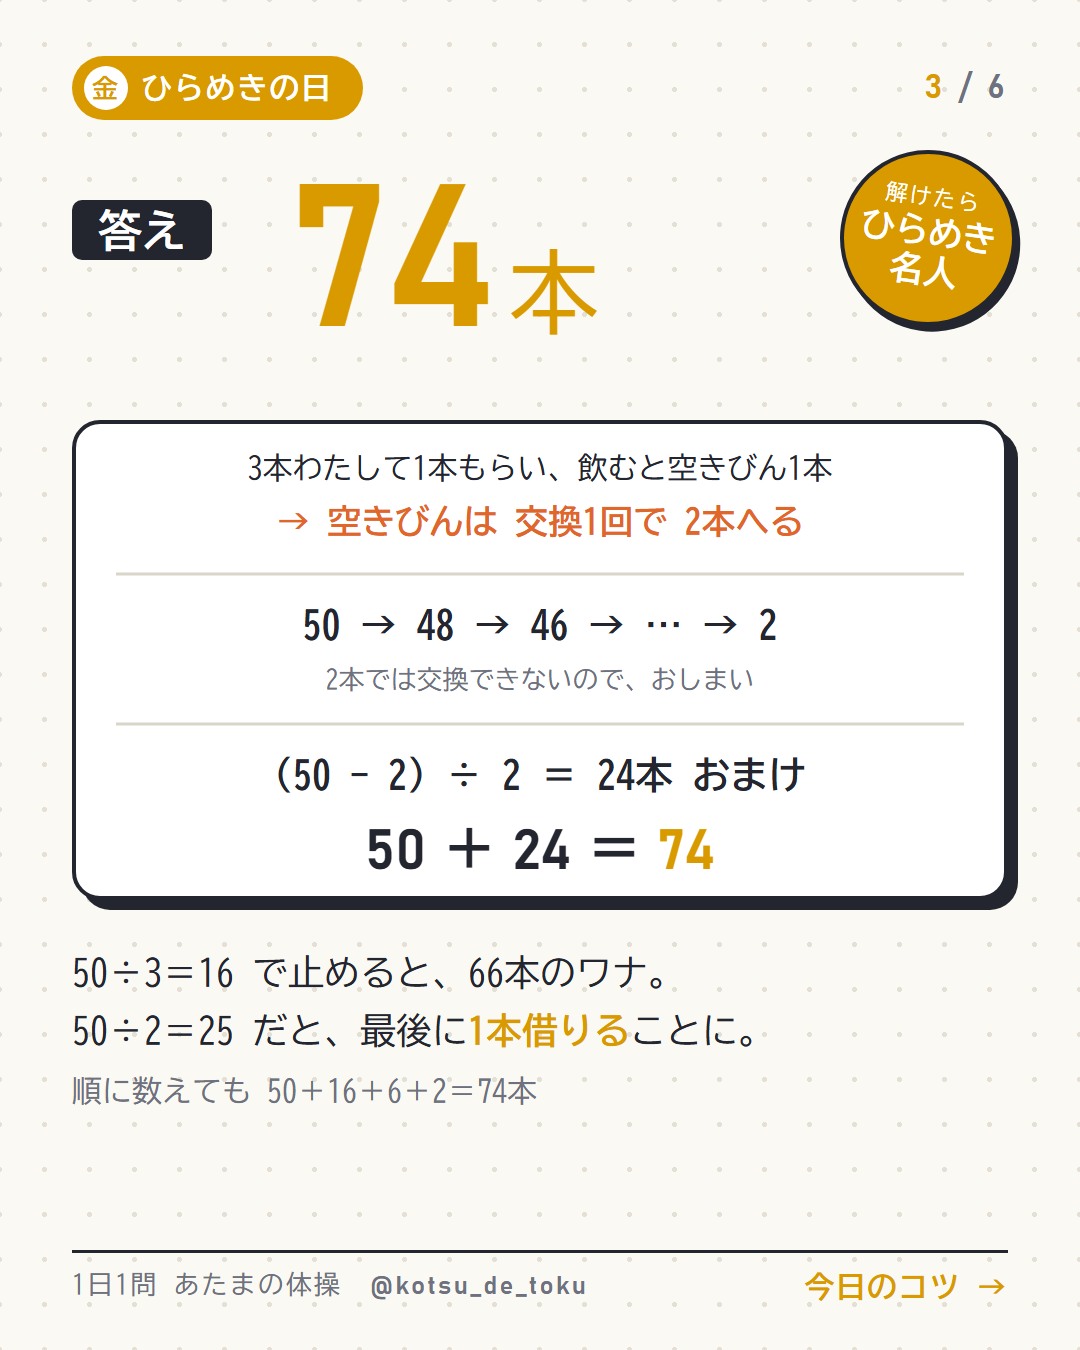 金 ひらめきの日
3 / 6
答え
74本
解けたら
ひらめき
名人
3本わたして1本もらい、飲むと空きびん1本
→ 空きびんは 交換1回で 2本へる
50 → 48 → 46 → … → 2
2本では交換できないので、おしまい
(50 − 2) ÷ 2 ＝ 24本 おまけ
50 ＋ 24 ＝ 74
50÷3＝16 で止めると、66本のワナ。
50÷2＝25 だと、最後に1本借りることに。
順に数えても 50＋16＋6＋2＝74本
1日1問 あたまの体操 @kotsu_de_toku
今日のコツ →